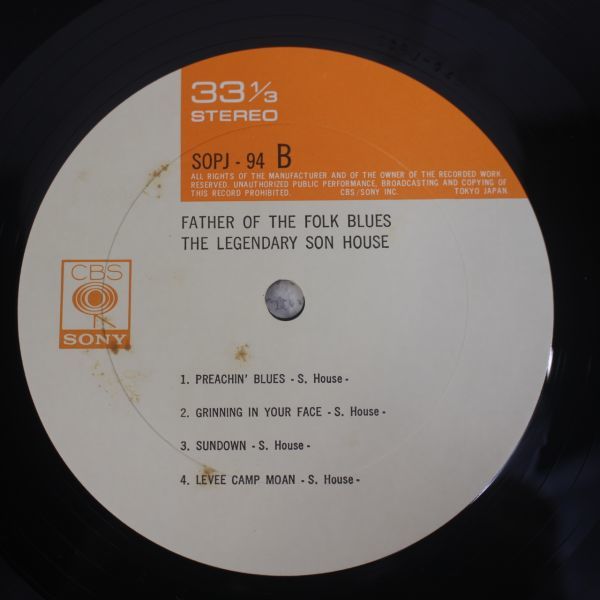 33 1/3
STEREO
SOPJ - 94 B
ALL RIGHTS OF THE MANUFACTURER AND OF THE OWNER OF THE RECORDED WORK
RESERVED. UNAUTHORIZED PUBLIC PERFORMANCE, BROADCASTING AND COPYING OF
THIS RECORD PROHIBITED. CBS/SONY INC. TOKYO JAPAN
FATHER OF THE FOLK BLUES
THE LEGENDARY SON HOUSE
CBS
SONY
1. PREACHIN' BLUES - S. House -
2. GRINNING IN YOUR FACE - S. House -
3. SUNDOWN - S. House -
4. LEVEE CAMP MOAN - S. House -